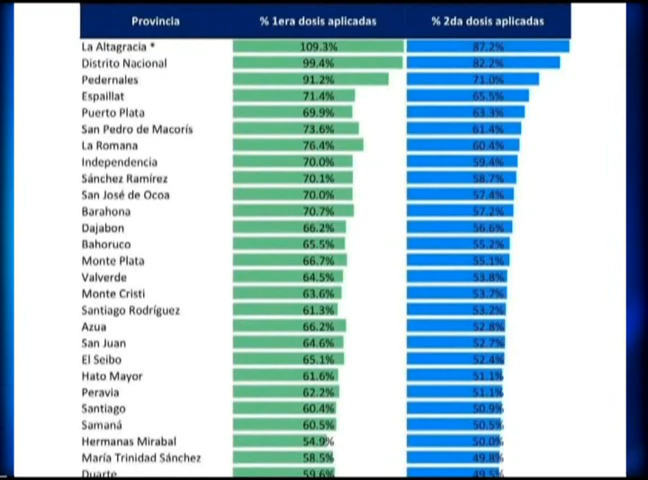 Provincia % 1era dosis aplicadas % 2da dosis aplicadas
La Altagracia * 109.3% 87.2%
Distrito Nacional 99.4% 82.2%
Pedernales 91.2% 71.0%
Espaillat 71.4% 65.5%
Puerto Plata 69.9% 63.3%
San Pedro de Macorís 73.6% 61.4%
La Romana 76.4% 60.4%
Independencia 70.0% 59.4%
Sánchez Ramírez 70.1% 58.7%
San José de Ocoa 70.0% 57.4%
Barahona 70.7% 57.2%
Dajabon 66.2% 56.6%
Bahoruco 65.5% 55.2%
Monte Plata 66.7% 55.1%
Valverde 64.5% 53.8%
Monte Cristi 63.6% 53.7%
Santiago Rodríguez 61.3% 53.2%
Azua 66.2% 52.8%
San Juan 64.6% 52.7%
El Seibo 65.1% 52.4%
Hato Mayor 61.6% 51.1%
Peravia 62.2% 51.1%
Santiago 60.4% 50.9%
Samaná 60.5% 50.5%
Hermanas Mirabal 54.9% 50.0%
María Trinidad Sánchez 58.5% 49.8%
Duarte 59.6% 49.5%